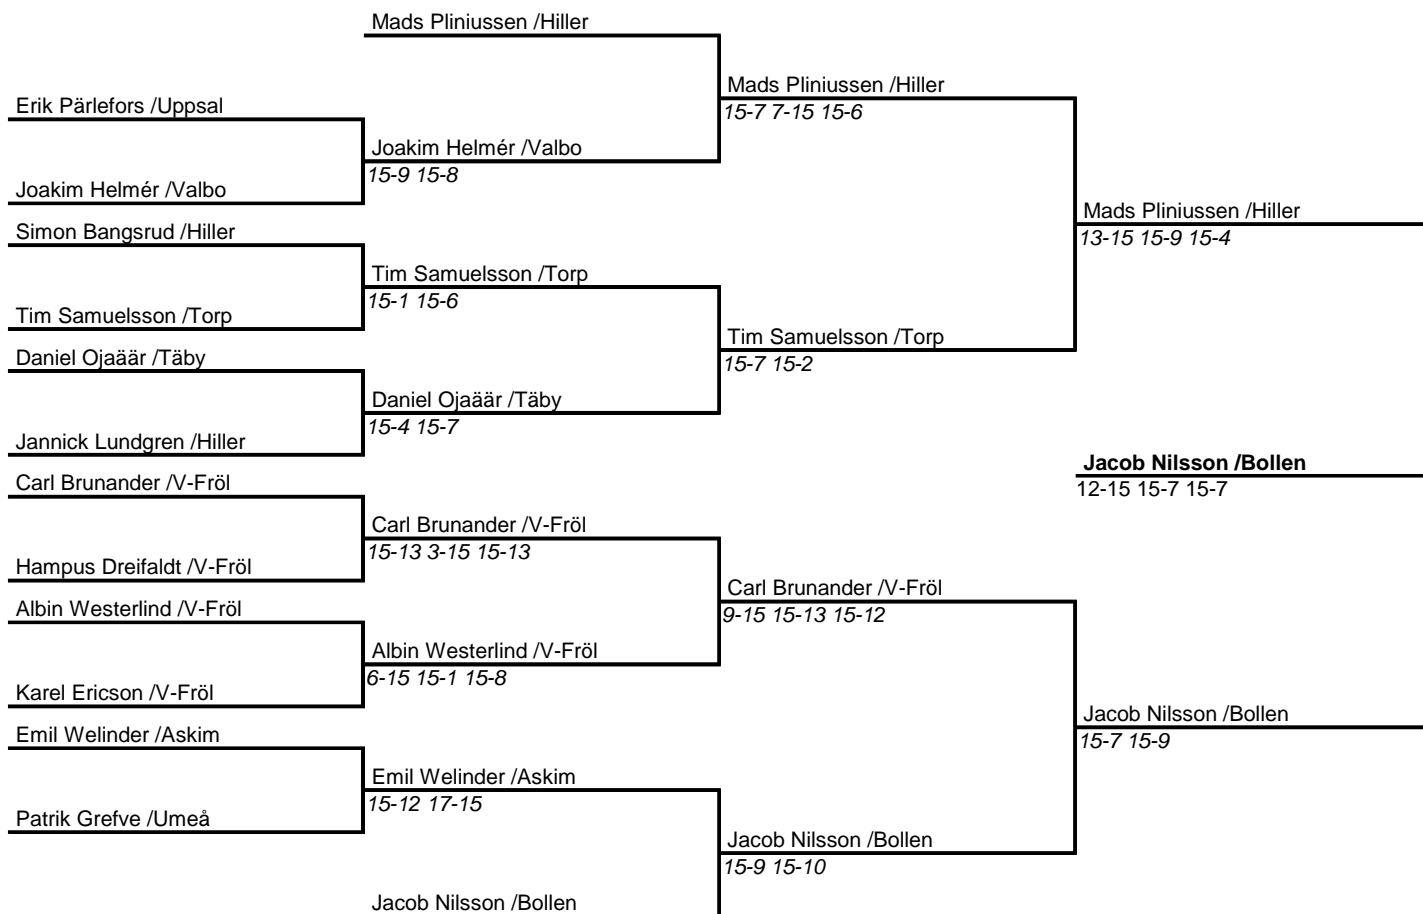 Mads Pliniussen /Hiller
Mads Pliniussen /Hiller
15-7 7-15 15-6
Erik Pärlefors /Uppsal
Joakim Helmér /Valbo
15-9 15-8
Joakim Helmér /Valbo
Mads Pliniussen /Hiller
13-15 15-9 15-4
Simon Bangsrud /Hiller
Tim Samuelsson /Torp
15-1 15-6
Tim Samuelsson /Torp
Tim Samuelsson /Torp
15-7 15-2
Daniel Ojaäär /Täby
Daniel Ojaäär /Täby
15-4 15-7
Jannick Lundgren /Hiller
Jacob Nilsson /Bollen
12-15 15-7 15-7
Carl Brunander /V-Fröl
Carl Brunander /V-Fröl
15-13 3-15 15-13
Hampus Dreifaldt /V-Fröl
Carl Brunander /V-Fröl
9-15 15-13 15-12
Albin Westerlind /V-Fröl
Albin Westerlind /V-Fröl
6-15 15-1 15-8
Karel Ericson /V-Fröl
Jacob Nilsson /Bollen
15-7 15-9
Emil Welinder /Askim
Emil Welinder /Askim
15-12 17-15
Patrik Grefve /Umeå
Jacob Nilsson /Bollen
15-9 15-10
Jacob Nilsson /Bollen